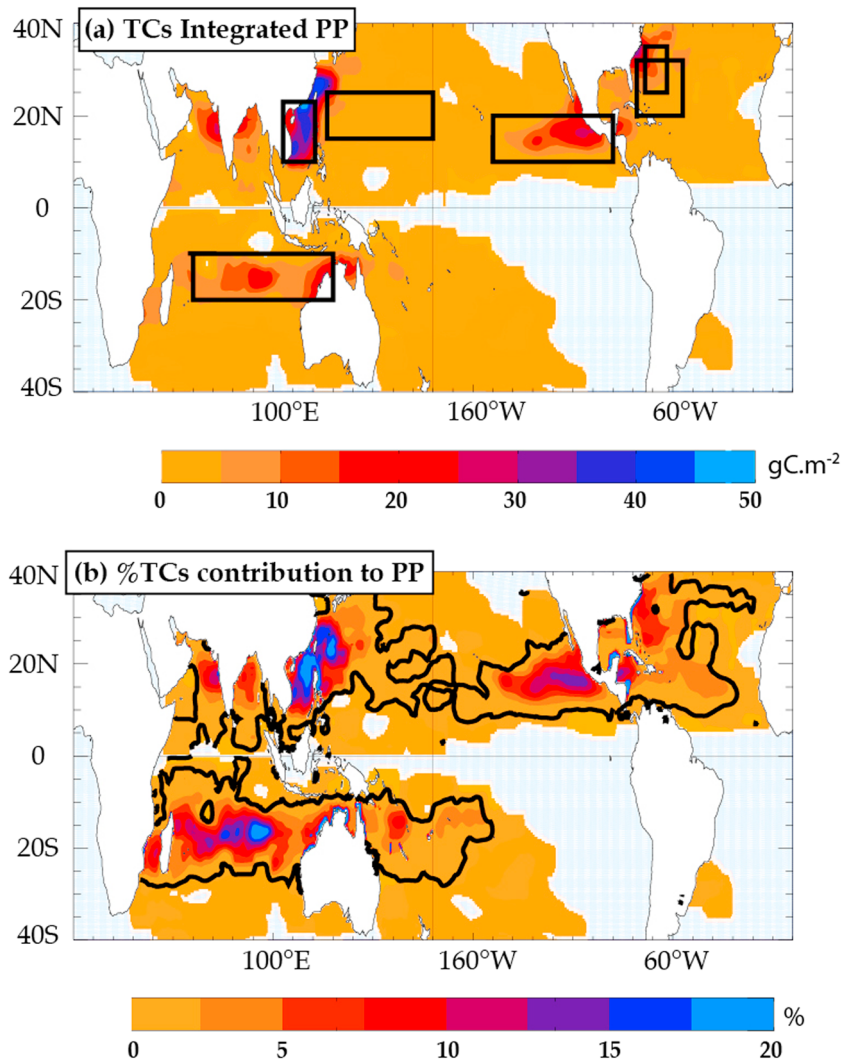 (a) TCs Integrated PP
40N
20N
0
20S
40S
100°E 160°W 60°W
0 10 20 30 40 50 gC.m-2
(b) %TCs contribution to PP
40N
20N
0
20S
40S
100°E 160°W 60°W
0 5 10 15 20 %